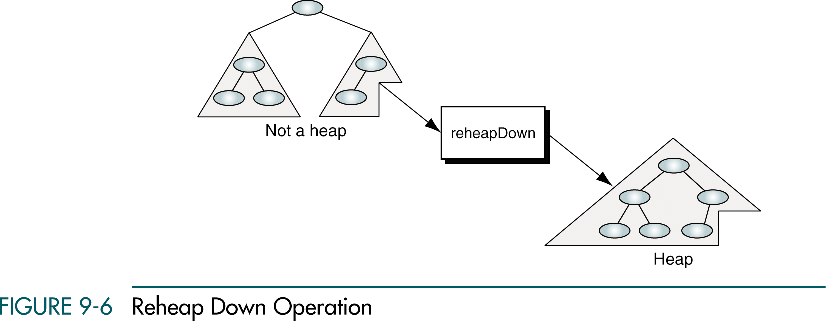 Not a heap
reheapDown
Heap
FIGURE 9-6 Reheap Down Operation